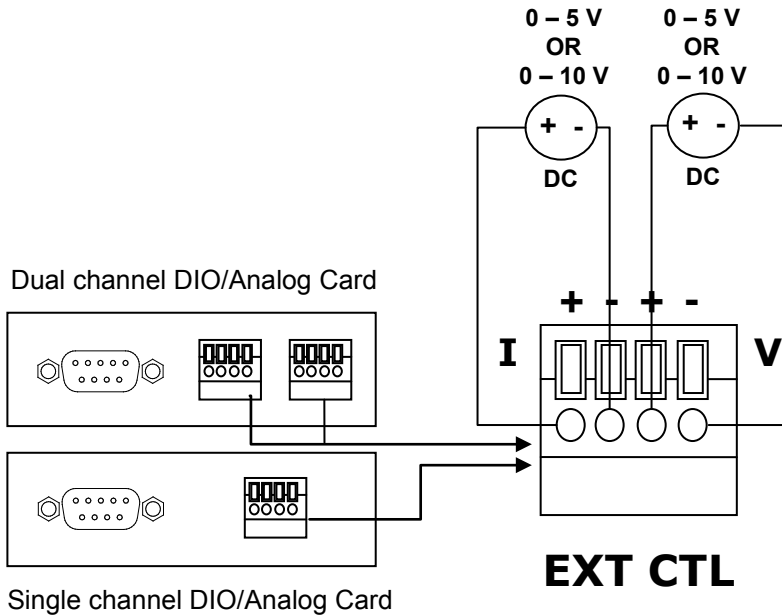 0 – 5 V
OR
0 – 10 V
+ -
DC
0 – 5 V
OR
0 – 10 V
+ -
DC
Dual channel DIO/Analog Card
+ - + -
I
V
EXT CTL
Single channel DIO/Analog Card